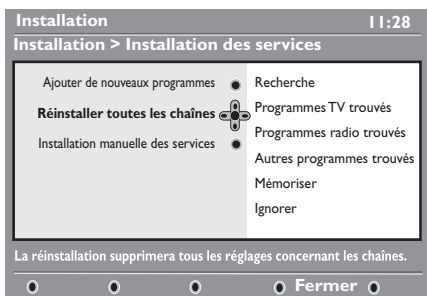 Installation 11:28
Installation > Installation des services
Ajouter de nouveaux programmes
Réinstaller toutes les chaînes
Installation manuelle des services
Recherche
Programmes TV trouvés
Programmes radio trouvés
Autres programmes trouvés
Mémoriser
Ignorer
La réinstallation supprimera tous les réglages concernant les chaînes.
Fermer